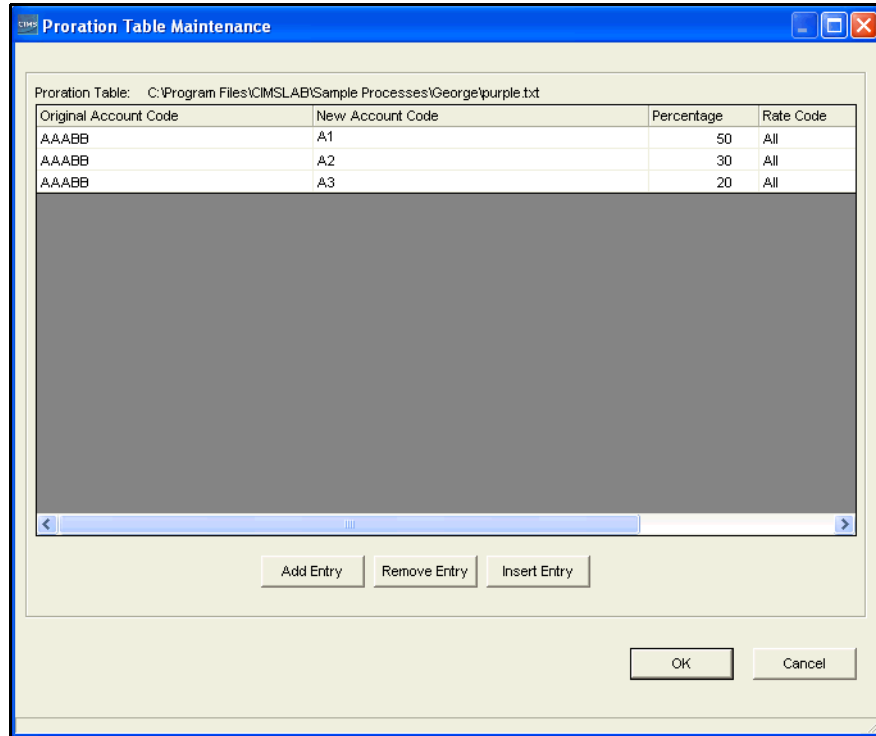 CIMS Proration Table Maintenance
Proration Table: C:\Program Files\CIMSLAB\Sample Processes\George\purple.txt
Original Account Code New Account Code Percentage Rate Code
AAABB A1 50 All
AAABB A2 30 All
AAABB A3 20 All
Add Entry Remove Entry Insert Entry
OK Cancel